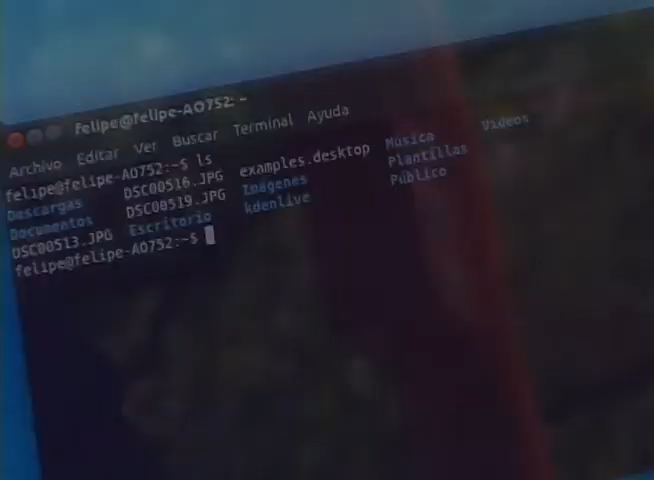 felipe@felipe-AO752: ~
Archivo Editar Ver Buscar Terminal Ayuda
felipe@felipe-AO752:~$ ls
Descargas DSC00516.JPG examples.desktop Música Vídeos
Documentos DSC00519.JPG Imágenes Plantillas
DSC00513.JPG Escritorio kdenlive Público
felipe@felipe-AO752:~$